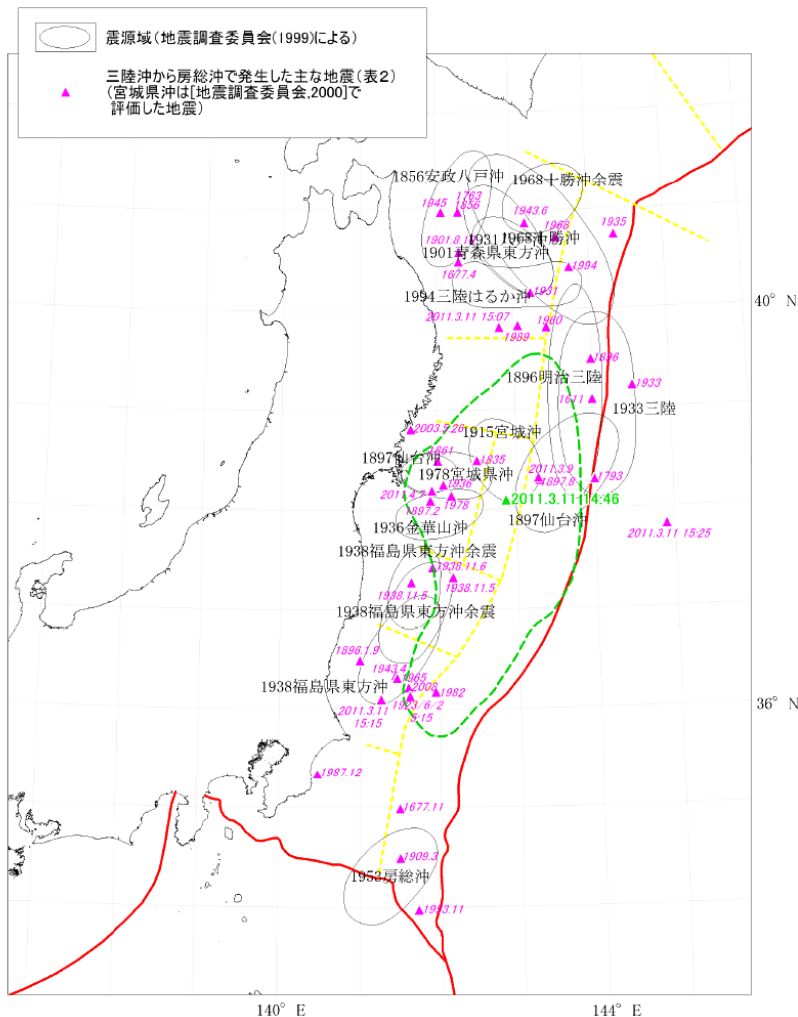 震源域(地震調査委員会(1999)による)
三陸沖から房総沖で発生した主な地震(表2)
(宮城県沖は[地震調査委員会,2000]で
評価した地震)
1856安政八戸沖
1968十勝沖余震
1763
1945
1856
1943.6
1968
1935
1968十勝沖
1901青森県東方沖
1677.4
1994
1931
1994三陸はるか沖
40° N
2011.3.11 15:07
1989
1960
1896
1896明治三陸
1933
1611
1933三陸
2003.5.26
1915宮城沖
1861
1897仙台沖
1835
1978宮城県沖
2011.3.9
1897.8
1793
1936
2011.4.7
1978
2011.3.11 14:46
1897.2
1897仙台沖
1936金華山沖
2011.3.11 15:25
1938福島県東方沖余震
1938.11.6
1938.11.5
1938.11.5
1938福島県東方沖余震
1896.1.9
1943.4
1965
1938福島県東方沖
2008
1982
36° N
2011.3.11
15:15
1923/6/2
5:15
1987.12
1677.11
1909.3
1953房総沖
1953.11
140° E
144° E